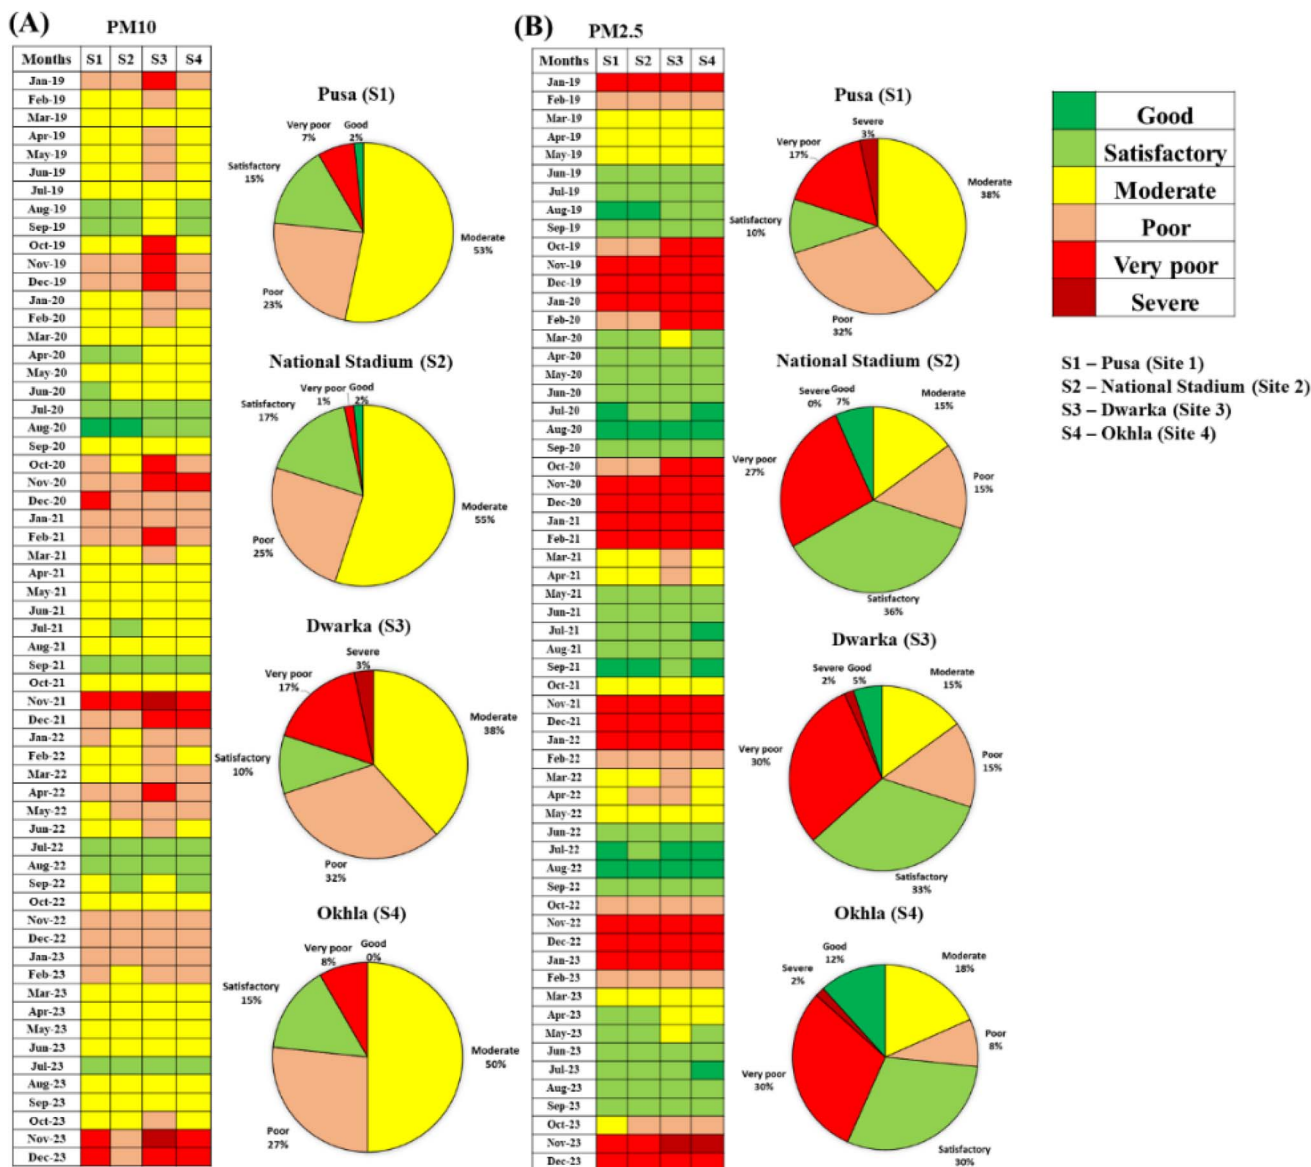 (A)
PM10
Months S1 S2 S3 S4
Jan-19
Feb-19
Mar-19
Apr-19
May-19
Jun-19
Jul-19
Aug-19
Sep-19
Oct-19
Nov-19
Dec-19
Jan-20
Feb-20
Mar-20
Apr-20
May-20
Jun-20
Jul-20
Aug-20
Sep-20
Oct-20
Nov-20
Dec-20
Jan-21
Feb-21
Mar-21
Apr-21
May-21
Jun-21
Jul-21
Aug-21
Sep-21
Oct-21
Nov-21
Dec-21
Jan-22
Feb-22
Mar-22
Apr-22
May-22
Jun-22
Jul-22
Aug-22
Sep-22
Oct-22
Nov-22
Dec-22
Jan-23
Feb-23
Mar-23
Apr-23
May-23
Jun-23
Jul-23
Aug-23
Sep-23
Oct-23
Nov-23
Dec-23
Pusa (S1)
Very poor
7%
Good
2%
Satisfactory
15%
Moderate
53%
Poor
23%
National Stadium (S2)
Very poor
1%
Good
2%
Satisfactory
17%
Moderate
55%
Poor
25%
Dwarka (S3)
Severe
3%
Very poor
17%
Moderate
38%
Satisfactory
10%
Poor
32%
Okhla (S4)
Very poor
8%
Good
0%
Satisfactory
15%
Moderate
50%
Poor
27%
(B)
PM2.5
Months S1 S2 S3 S4
Jan-19
Feb-19
Mar-19
Apr-19
May-19
Jun-19
Jul-19
Aug-19
Sep-19
Oct-19
Nov-19
Dec-19
Jan-20
Feb-20
Mar-20
Apr-20
May-20
Jun-20
Jul-20
Aug-20
Sep-20
Oct-20
Nov-20
Dec-20
Jan-21
Feb-21
Mar-21
Apr-21
May-21
Jun-21
Jul-21
Aug-21
Sep-21
Oct-21
Nov-21
Dec-21
Jan-22
Feb-22
Mar-22
Apr-22
May-22
Jun-22
Jul-22
Aug-22
Sep-22
Oct-22
Nov-22
Dec-22
Jan-23
Feb-23
Mar-23
Apr-23
May-23
Jun-23
Jul-23
Aug-23
Sep-23
Oct-23
Nov-23
Dec-23
Pusa (S1)
Severe
3%
Very poor
17%
Moderate
38%
Satisfactory
10%
Poor
32%
National Stadium (S2)
Severe
0%
Good
7%
Moderate
15%
Very poor
27%
Poor
15%
Satisfactory
36%
Dwarka (S3)
Severe
2%
Good
5%
Moderate
15%
Very poor
30%
Poor
15%
Satisfactory
33%
Okhla (S4)
Good
12%
Severe
2%
Moderate
18%
Poor
8%
Very poor
30%
Satisfactory
30%
Good
Satisfactory
Moderate
Poor
Very poor
Severe
S1 – Pusa (Site 1)
S2 – National Stadium (Site 2)
S3 – Dwarka (Site 3)
S4 – Okhla (Site 4)